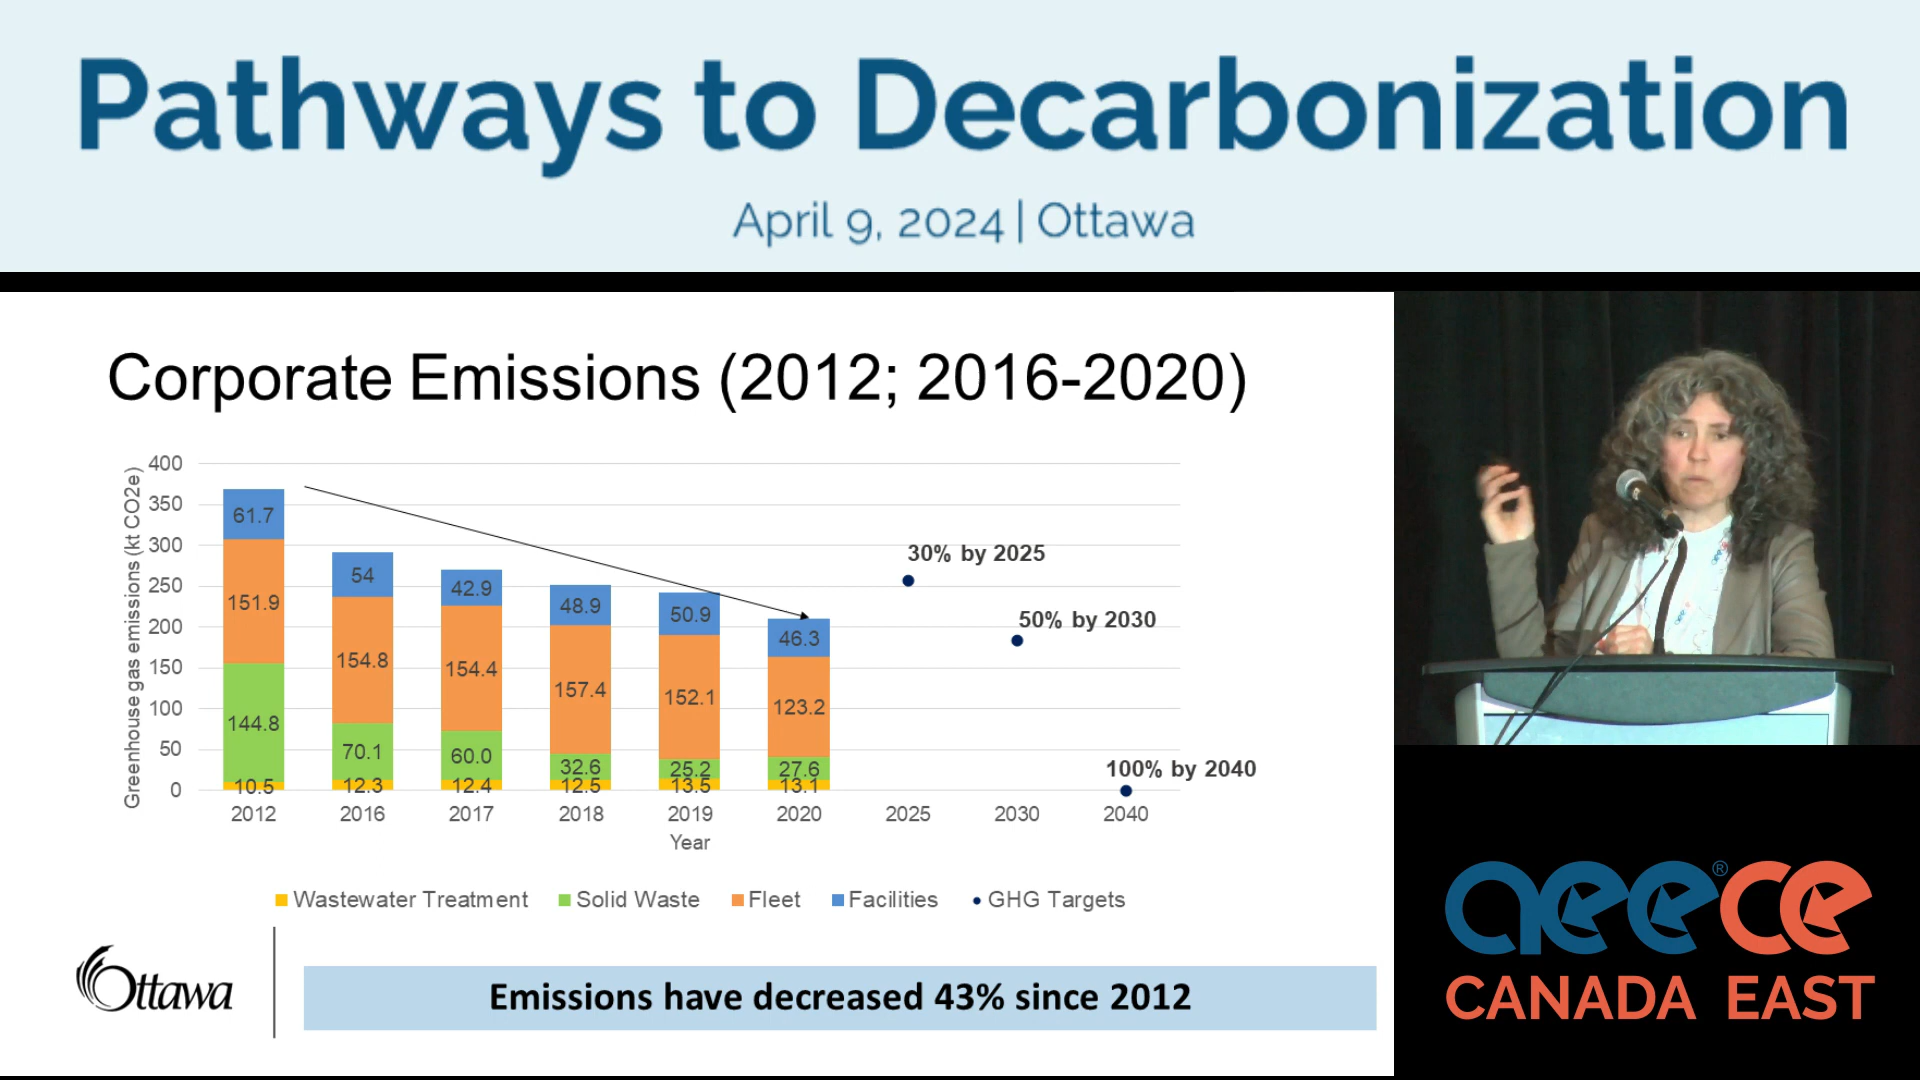 Pathways to Decarbonization
April 9, 2024 | Ottawa
Corporate Emissions (2012; 2016-2020)
Greenhouse gas emissions (kt CO2e)
400
350
300
250
200
150
100
50
0
61.7
151.9
144.8
10.5
54
154.8
70.1
12.3
42.9
154.4
60.0
12.4
48.9
157.4
32.6
12.5
50.9
152.1
25.2
13.5
46.3
123.2
27.6
13.1
30% by 2025
50% by 2030
100% by 2040
2012 2016 2017 2018 2019 2020 2025 2030 2040
Year
Wastewater Treatment Solid Waste Fleet Facilities GHG Targets
Ottawa
Emissions have decreased 43% since 2012
aeece®
CANADA EAST